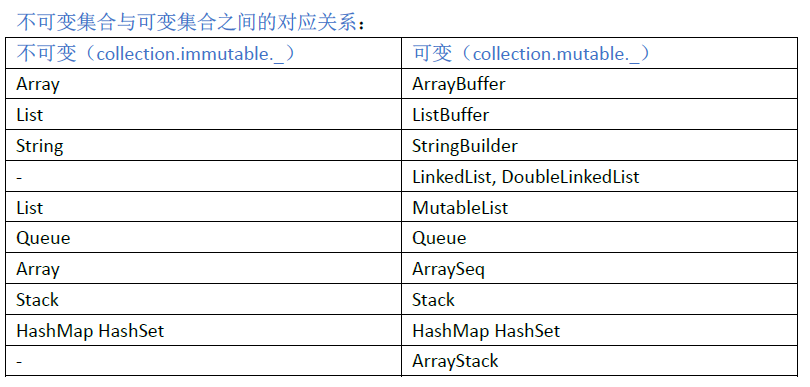 不可变集合与可变集合之间的对应关系：
不可变（collection.immutable._） 可变（collection.mutable._）
Array ArrayBuffer
List ListBuffer
String StringBuilder
- LinkedList, DoubleLinkedList
List MutableList
Queue Queue
Array ArraySeq
Stack Stack
HashMap HashSet HashMap HashSet
- ArrayStack